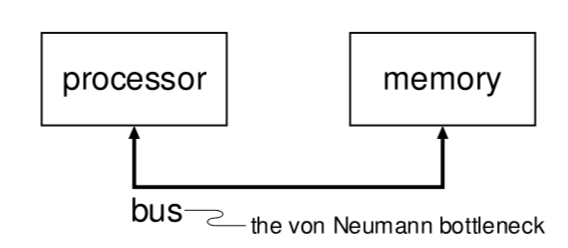 processor
memory
bus
the von Neumann bottleneck